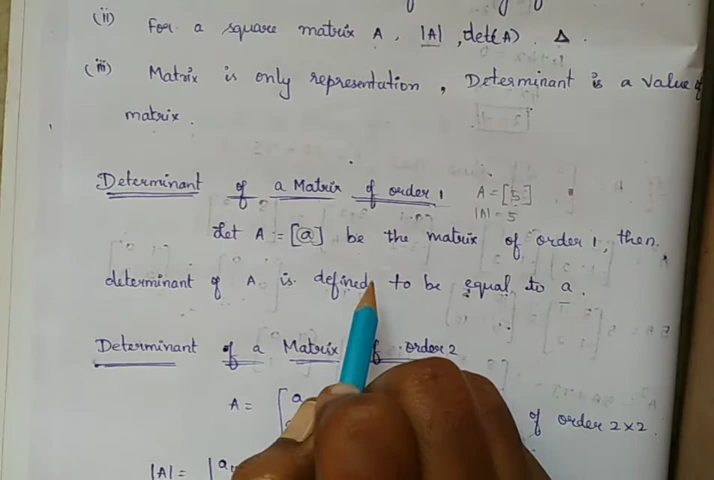 (ii) For a square matrix A, |A|, det(A). Δ.
(iii) Matrix is only representation, Determinant is a value of
matrix.
Determinant of a Matrix of order 1
A = [5]
|A| = 5
Let A = [a] be the matrix of order 1, then
determinant of A is defined to be equal to a.
Determinant of a Matrix of order 2
A = [a of order 2×2.
|A| = |a